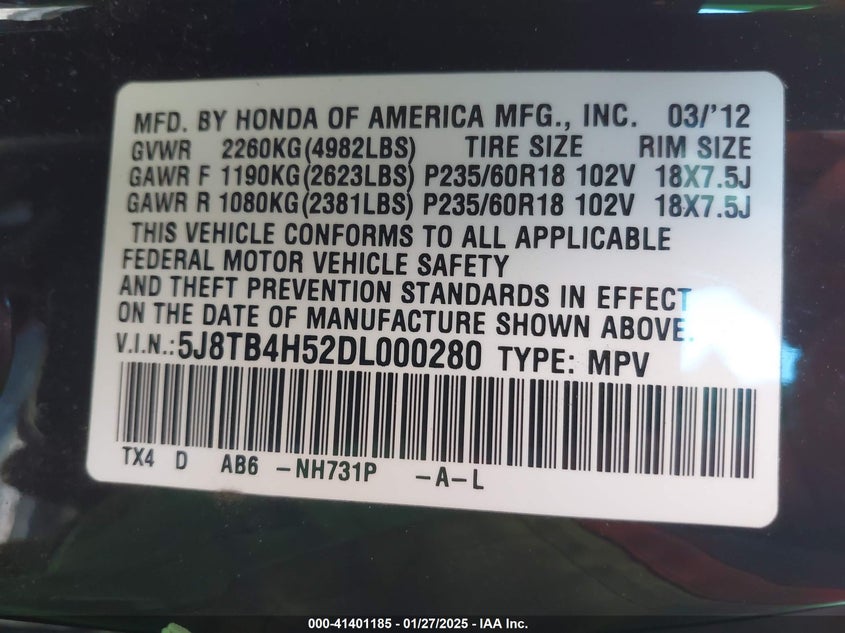 MFD. BY HONDA OF AMERICA MFG., INC. 03/'12
GVWR 2260KG(4982LBS) TIRE SIZE RIM SIZE
GAWR F 1190KG(2623LBS) P235/60R18 102V 18X7.5J
GAWR R 1080KG(2381LBS) P235/60R18 102V 18X7.5J
THIS VEHICLE CONFORMS TO ALL APPLICABLE
FEDERAL MOTOR VEHICLE SAFETY
AND THEFT PREVENTION STANDARDS IN EFFECT
ON THE DATE OF MANUFACTURE SHOWN ABOVE.
V.I.N.:5J8TB4H52DL000280 TYPE: MPV
TX4 D AB6 -NH731P -A-L
000-41401185 - 01/27/2025 - IAA Inc.